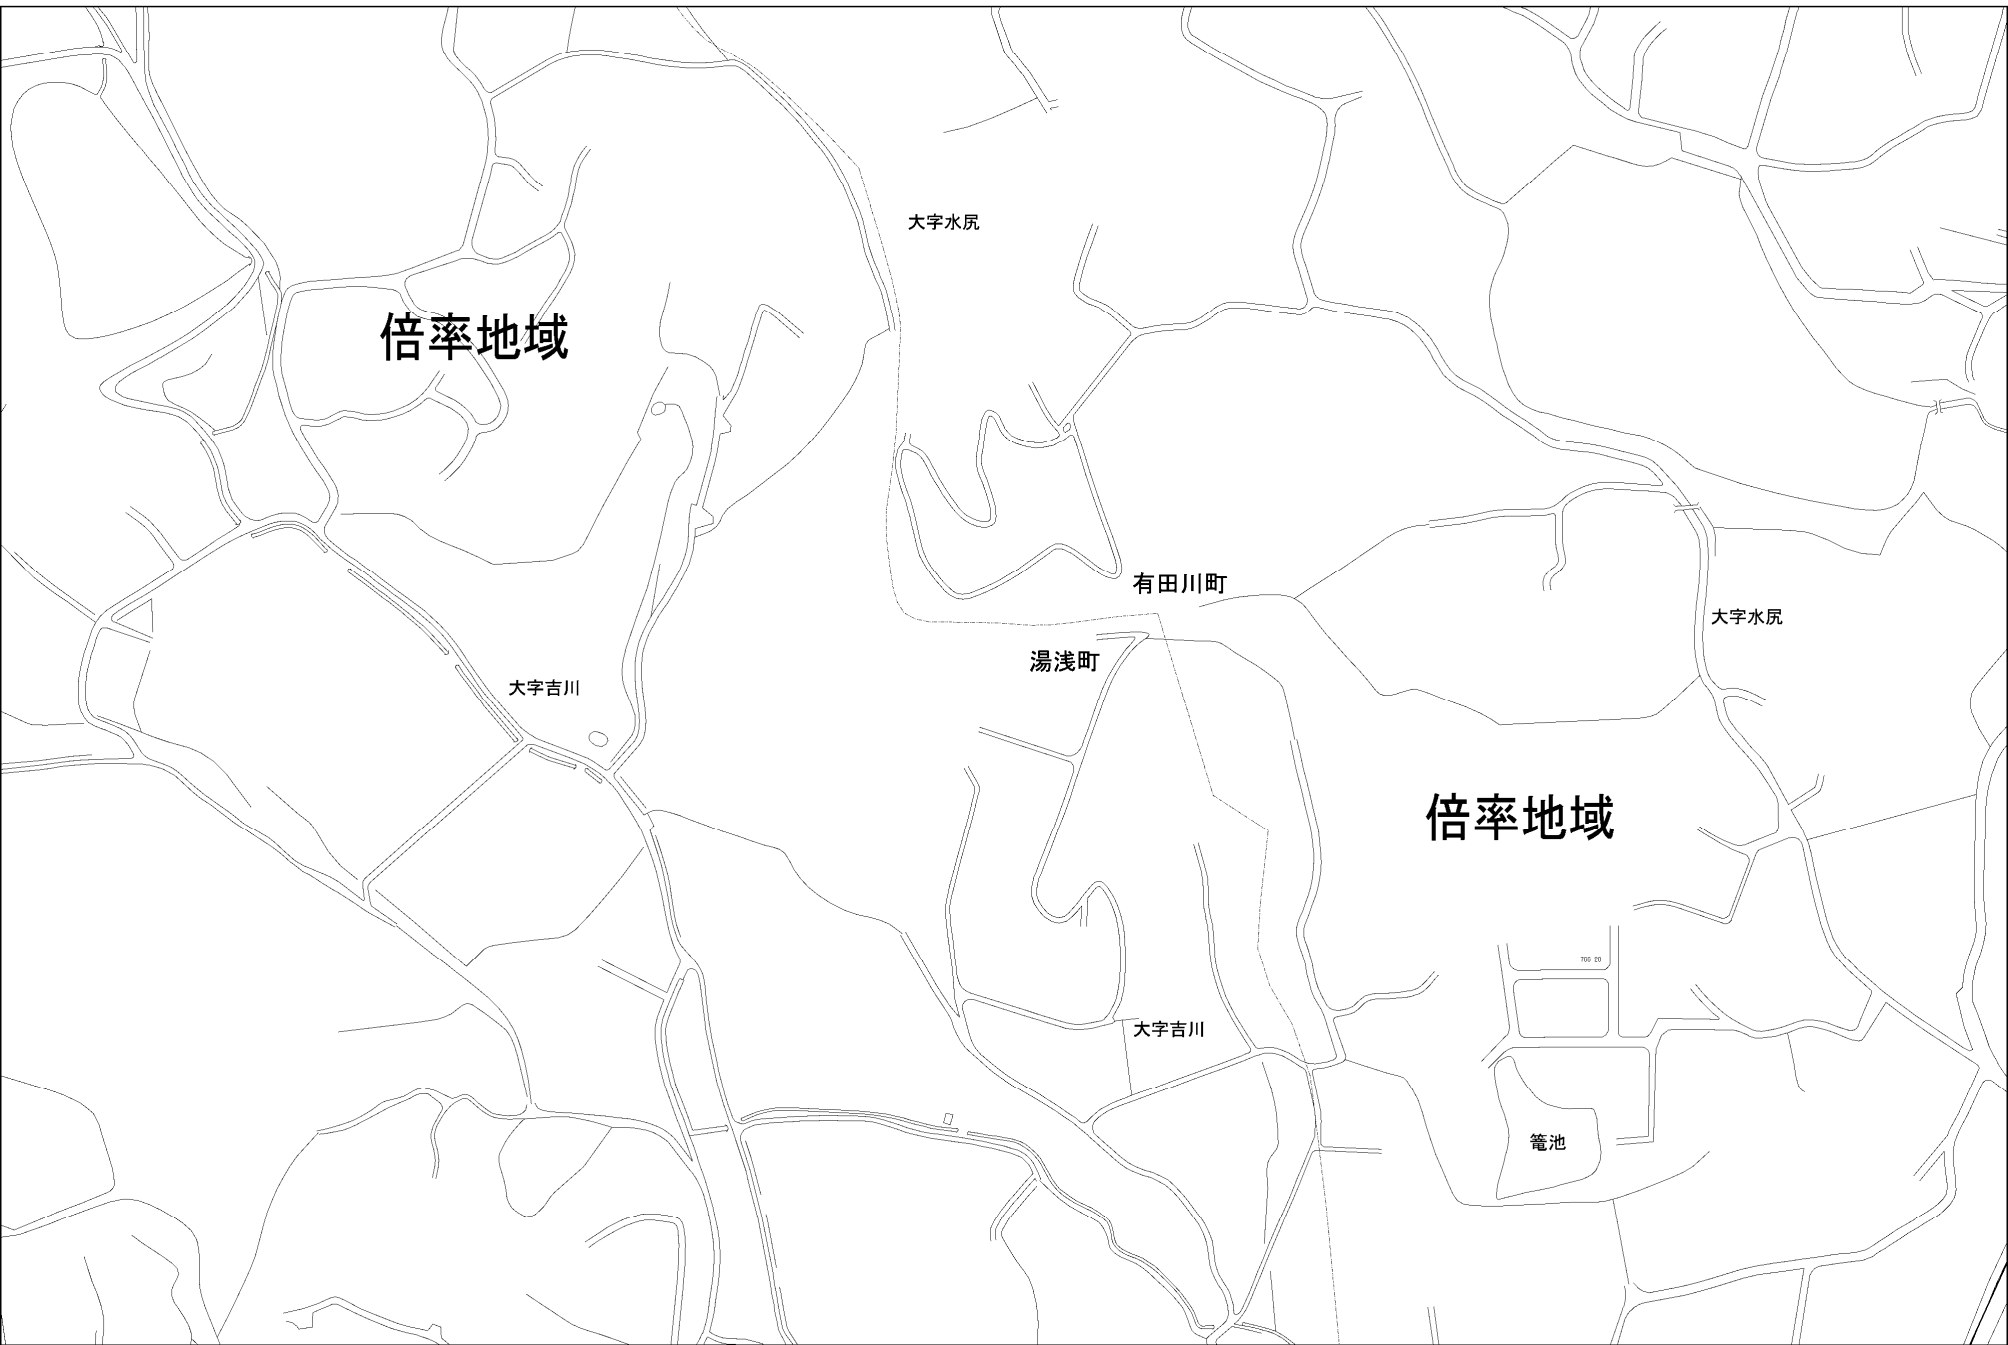 大字水尻
倍率地域
有田川町
大字水尻
湯浅町
大字吉川
倍率地域
大字吉川
篭池